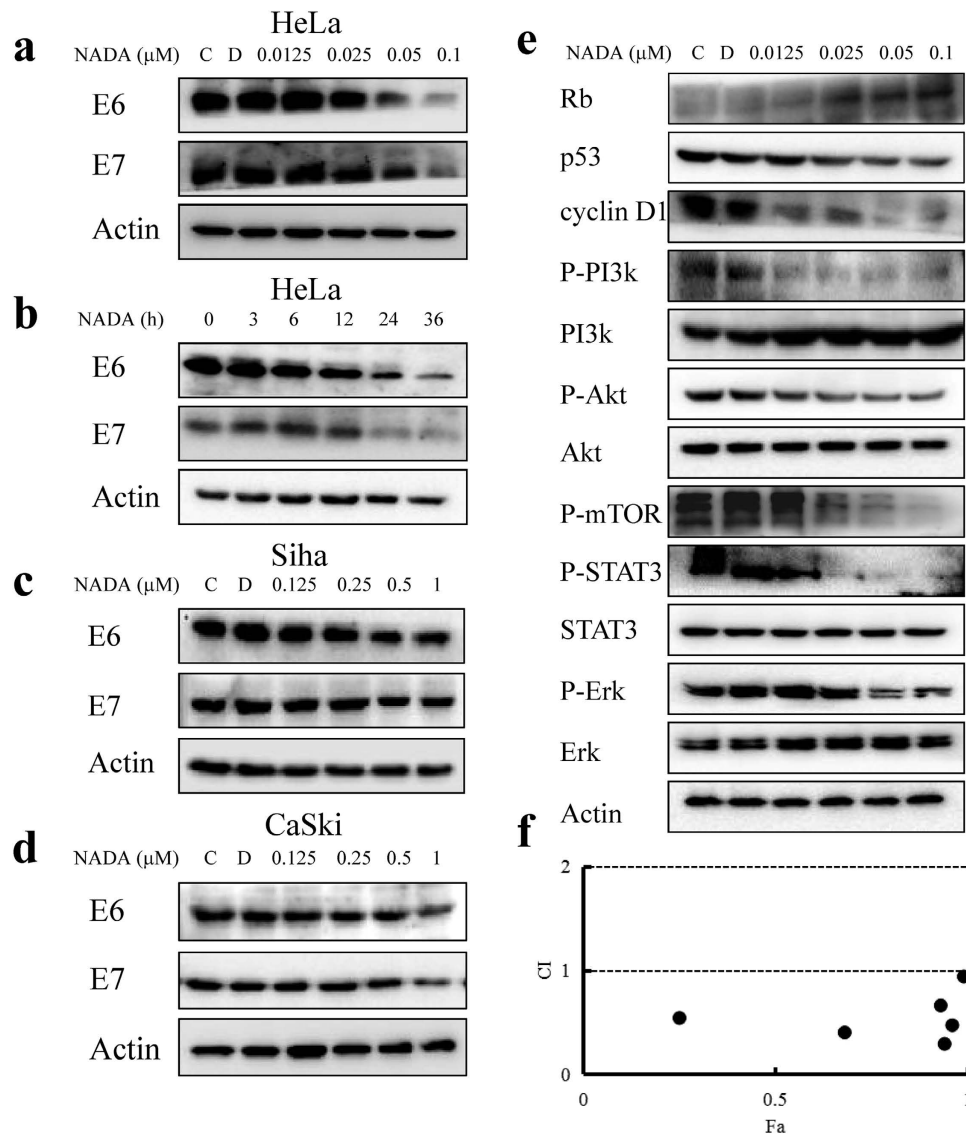 a
HeLa
NADA (μM) C D 0.0125 0.025 0.05 0.1
E6
E7
Actin
b
HeLa
NADA (h) 0 3 6 12 24 36
E6
E7
Actin
c
Siha
NADA (μM) C D 0.125 0.25 0.5 1
E6
E7
Actin
d
CaSki
NADA (μM) C D 0.125 0.25 0.5 1
E6
E7
Actin
e
NADA (μM) C D 0.0125 0.025 0.05 0.1
Rb
p53
cyclin D1
P-PI3k
PI3k
P-Akt
Akt
P-mTOR
P-STAT3
STAT3
P-Erk
Erk
Actin
f
2
1
0
CI
0 0.5
Fa